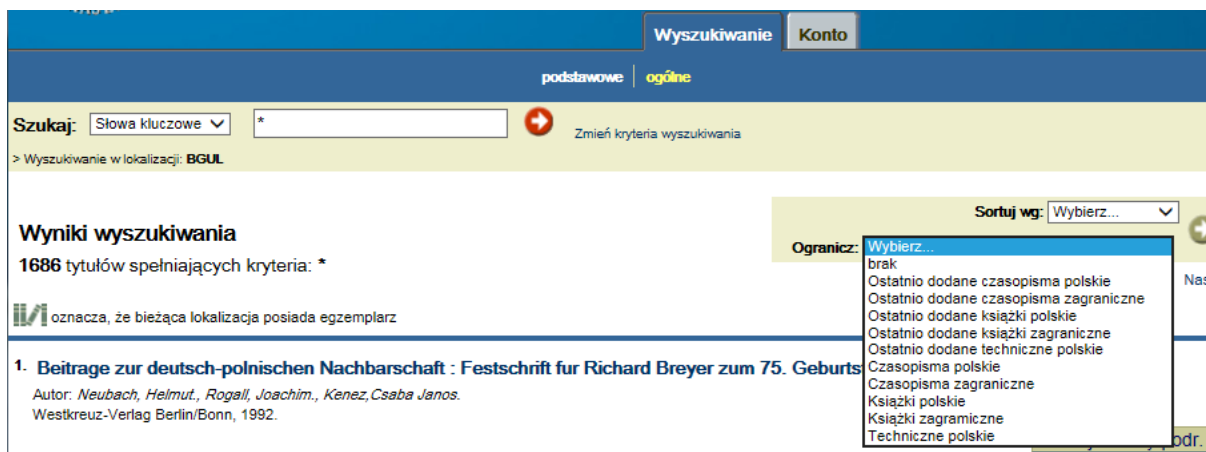 Wyszukiwanie Konto
podstawowe ogólne
Szukaj: Słowa kluczowe * Zmień kryteria wyszukiwania
> Wyszukiwanie w lokalizacji: BGUL
Sortuj wg: Wybierz...
Wyniki wyszukiwania
Ogranicz: Wybierz...
1686 tytułów spełniających kryteria: *
brak
Ostatnio dodane czasopisma polskie
Ostatnio dodane czasopisma zagraniczne
Ostatnio dodane książki polskie
Ostatnio dodane książki zagraniczne
Ostatnio dodane techniczne polskie
Czasopisma polskie
Czasopisma zagraniczne
Książki polskie
Książki zagramiczne
Techniczne polskie
oznacza, że bieżąca lokalizacja posiada egzemplarz
1. Beitrage zur deutsch-polnischen Nachbarschaft : Festschrift fur Richard Breyer zum 75. Geburts
Autor: Neubach, Helmut., Rogall, Joachim., Kenez,Csaba Janos.
Westkreuz-Verlag Berlin/Bonn, 1992.
podr.